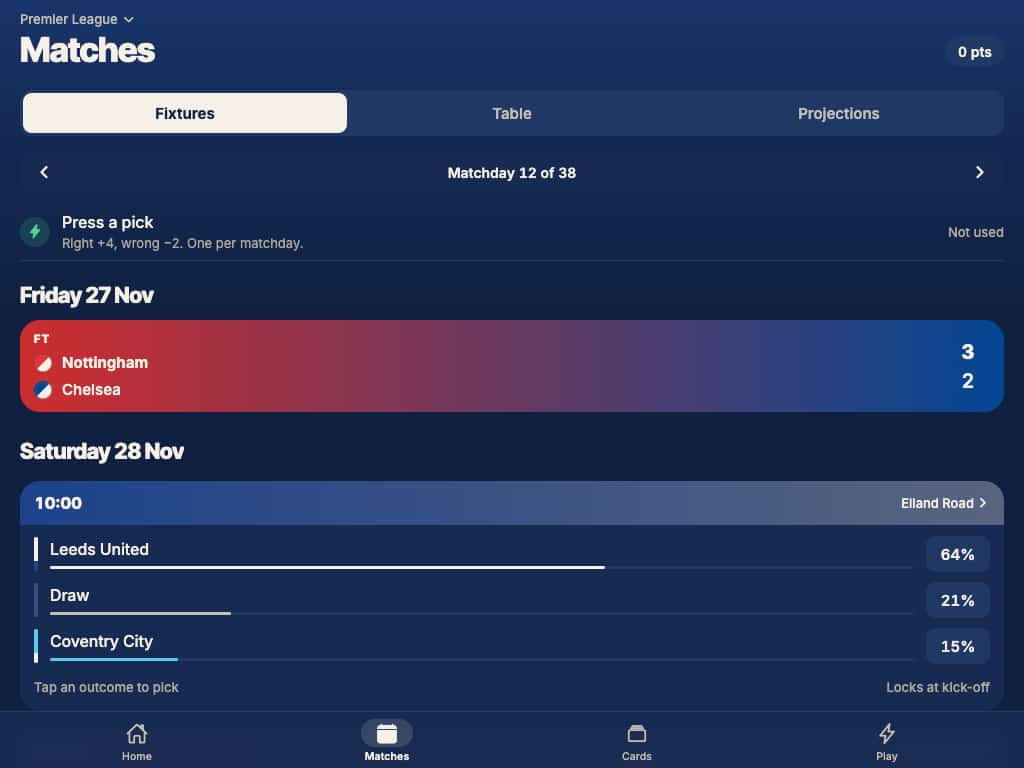 Premier League
Matches
0 pts
Fixtures
Table
Projections
Matchday 12 of 38
Press a pick
Right +4, wrong −2. One per matchday.
Not used
Friday 27 Nov
FT
Nottingham
3
Chelsea
2
Saturday 28 Nov
10:00
Elland Road
Leeds United
64%
Draw
21%
Coventry City
15%
Tap an outcome to pick
Locks at kick-off
Home
Matches
Cards
Play